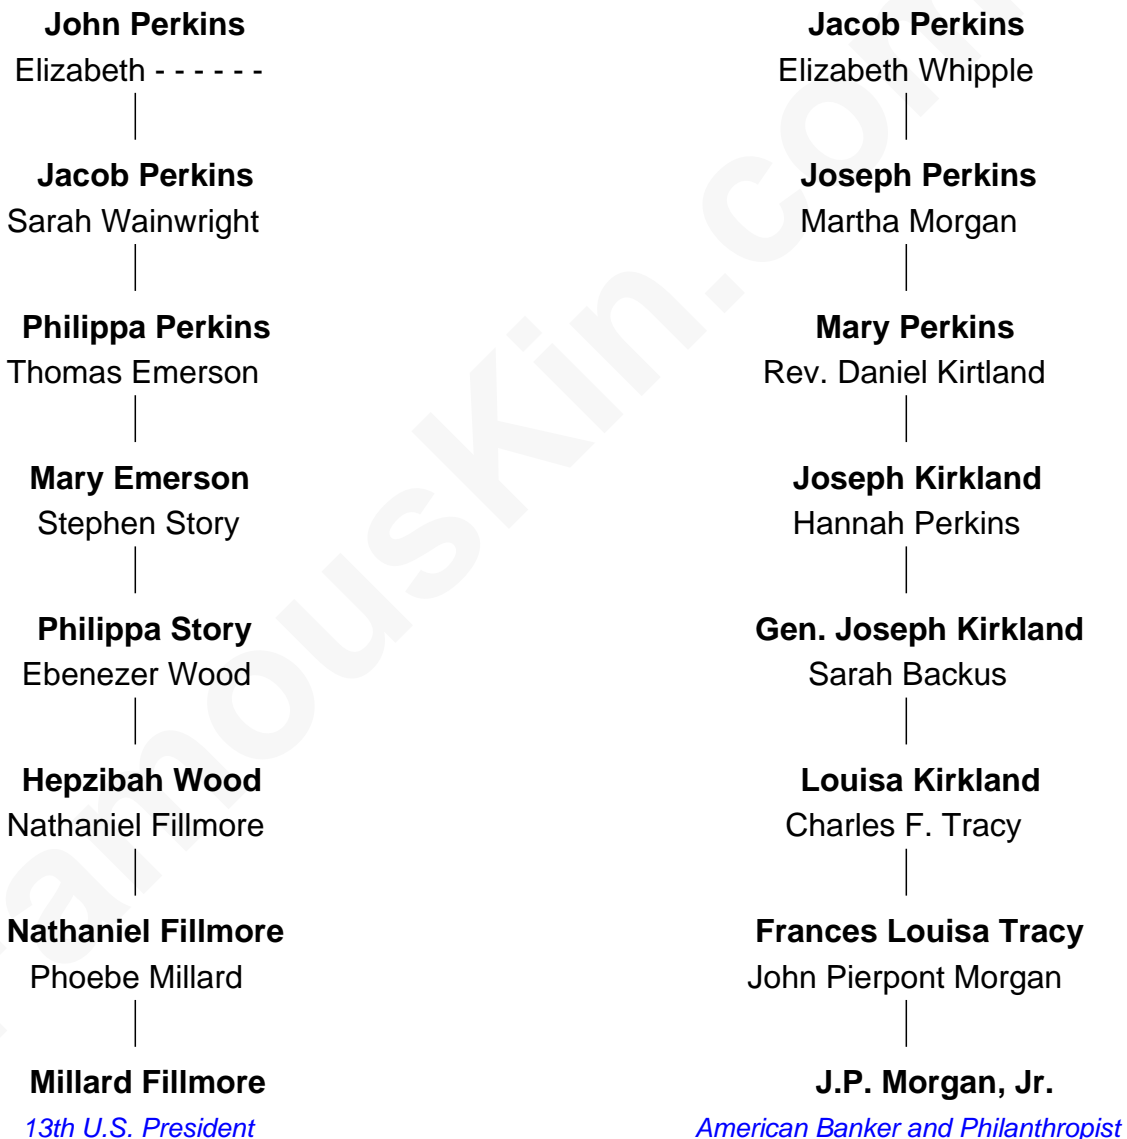 John Perkins
Elizabeth - - - - - -
Jacob Perkins
Sarah Wainwright
Philippa Perkins
Thomas Emerson
Mary Emerson
Stephen Story
Philippa Story
Ebenezer Wood
Hepzibah Wood
Nathaniel Fillmore
Nathaniel Fillmore
Phoebe Millard
Millard Fillmore
13th U.S. President
Jacob Perkins
Elizabeth Whipple
Joseph Perkins
Martha Morgan
Mary Perkins
Rev. Daniel Kirtland
Joseph Kirkland
Hannah Perkins
Gen. Joseph Kirkland
Sarah Backus
Louisa Kirkland
Charles F. Tracy
Frances Louisa Tracy
John Pierpont Morgan
J.P. Morgan, Jr.
American Banker and Philanthropist
FamousKin.com